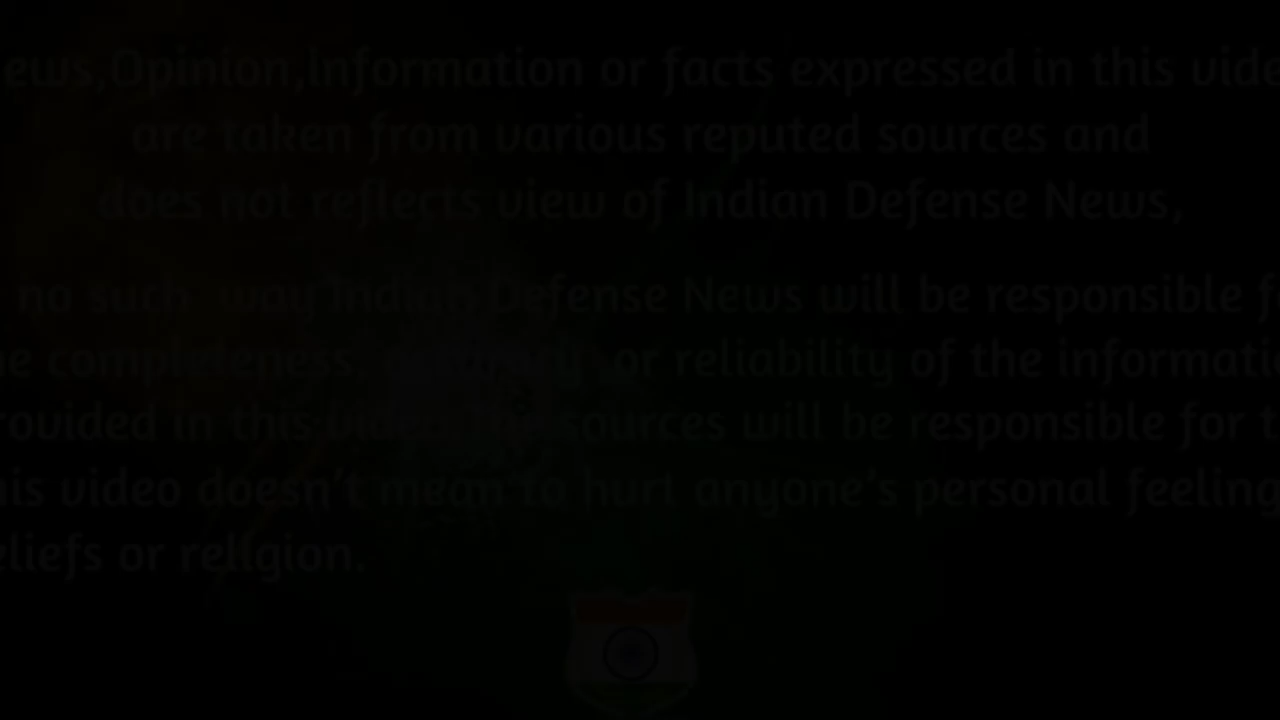 ews,Opinion,Information or facts expressed in this vide
are taken from various reputed sources and
does not reflects view of Indian Defense News,
no such way Indian Defense News will be responsible f
e completeness, or reliability of the informati
rovided in this video. The sources will be responsible for t
is video doesn't mean to hurt anyone's personal feeling
eliefs or religion.